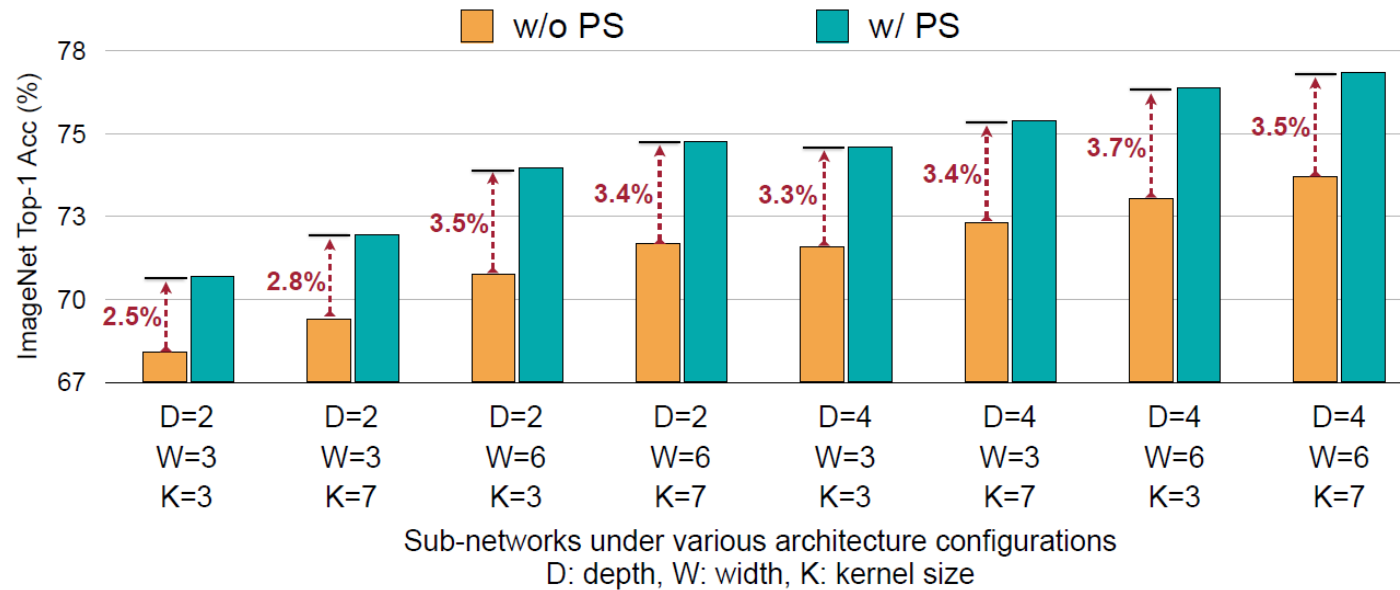 w/o PS
w/ PS
ImageNet Top-1 Acc (%)
78
75
73
70
67
2.5%
2.8%
3.5%
3.4%
3.3%
3.4%
3.7%
3.5%
D=2
W=3
K=3
D=2
W=3
K=7
D=2
W=6
K=3
D=2
W=6
K=7
D=4
W=3
K=3
D=4
W=3
K=7
D=4
W=6
K=3
D=4
W=6
K=7
Sub-networks under various architecture configurations
D: depth, W: width, K: kernel size